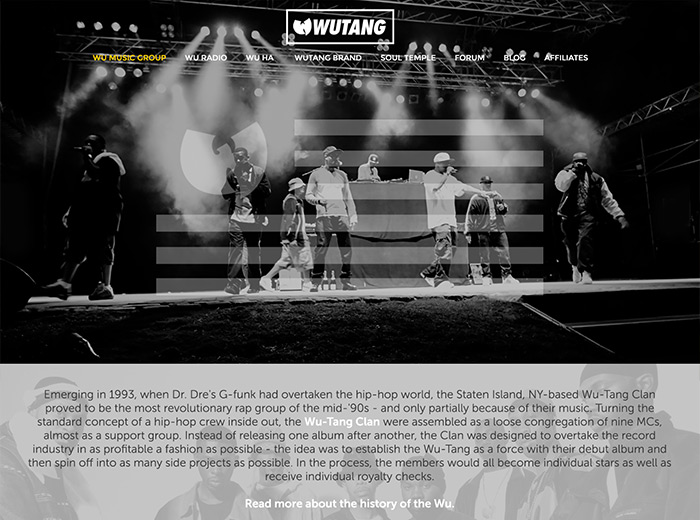 WUTANG
WU MUSIC GROUP WU RADIO WU HA WUTANG BRAND SOUL TEMPLE FORUM BLOG AFFILIATES
Emerging in 1993, when Dr. Dre's G-funk had overtaken the hip-hop world, the Staten Island, NY-based Wu-Tang Clan
proved to be the most revolutionary rap group of the mid-'90s - and only partially because of their music. Turning the
standard concept of a hip-hop crew inside out, the Wu-Tang Clan were assembled as a loose congregation of nine MCs,
almost as a support group. Instead of releasing one album after another, the Clan was designed to overtake the record
industry in as profitable a fashion as possible - the idea was to establish the Wu-Tang as a force with their debut album and
then spin off into as many side projects as possible. In the process, the members would all become individual stars as well as
receive individual royalty checks.
Read more about the history of the Wu.